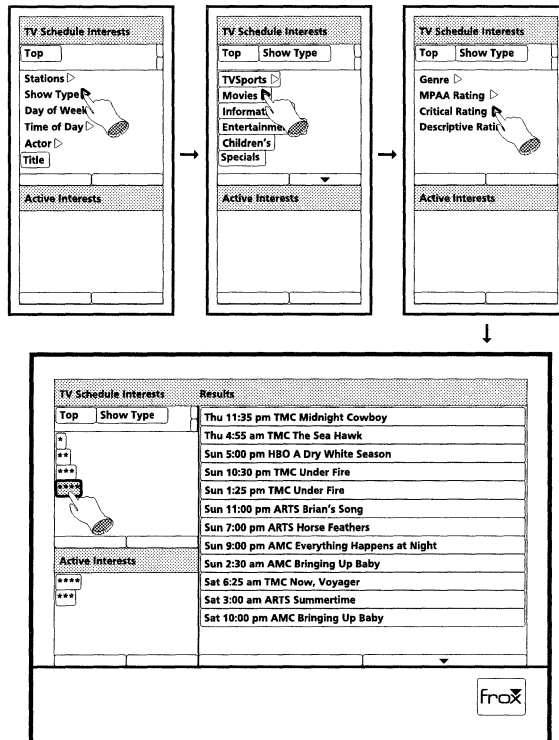 TV Schedule Interests
Top
Stations
Show Type
Day of Week
Time of Day
Actor
Title
Active Interests
TV Schedule Interests
Top Show Type
TVSports
Movies
Informat
Entertainme
Children's
Specials
Active Interests
TV Schedule Interests
Top Show Type
Genre
MPAA Rating
Critical Rating
Descriptive Rati
Active Interests
TV Schedule Interests
Top Show Type
*
**
***
****
Active Interests
****
***
Results
Thu 11:35 pm TMC Midnight Cowboy
Thu 4:55 am TMC The Sea Hawk
Sun 5:00 pm HBO A Dry White Season
Sun 10:30 pm TMC Under Fire
Sun 1:25 pm TMC Under Fire
Sun 11:00 pm ARTS Brian's Song
Sun 7:00 pm ARTS Horse Feathers
Sun 9:00 pm AMC Everything Happens at Night
Sun 2:30 am AMC Bringing Up Baby
Sat 6:25 am TMC Now, Voyager
Sat 3:00 am ARTS Summertime
Sat 10:00 pm AMC Bringing Up Baby
Frox